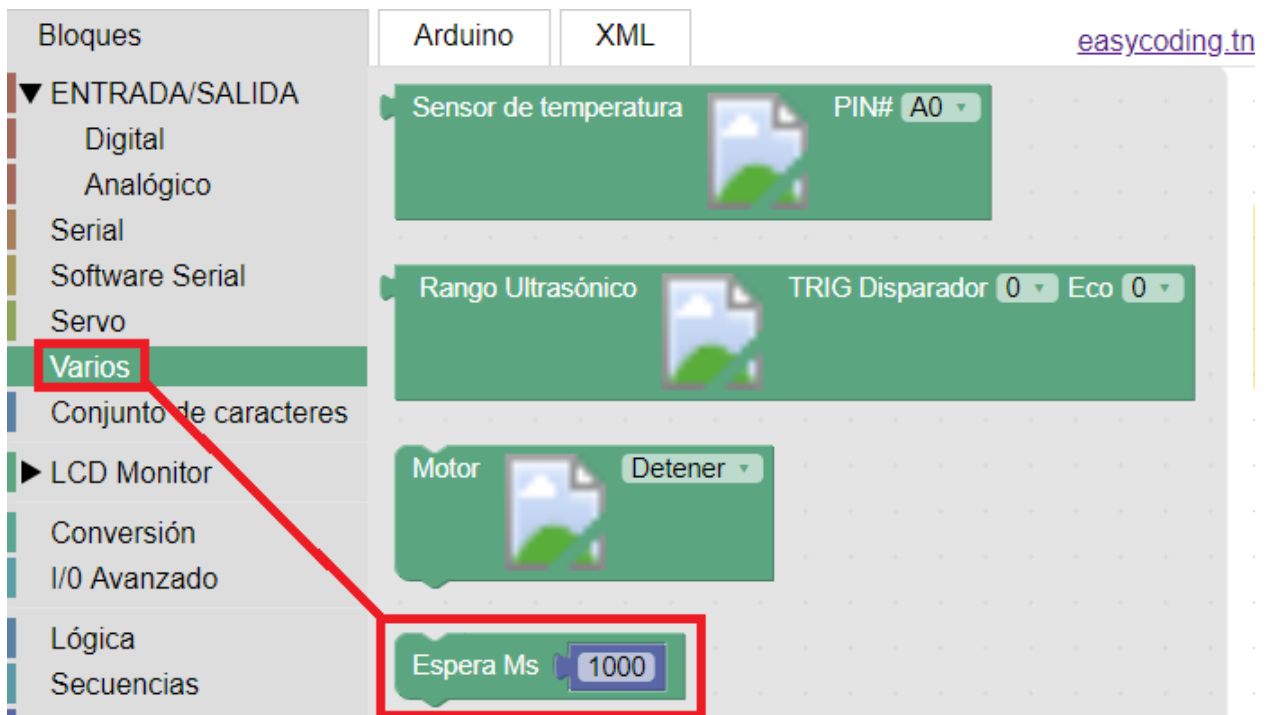 Bloques
Arduino
XML
easycoding.tn
▼ ENTRADA/SALIDA
Digital
Analógico
Serial
Software Serial
Servo
Varios
Conjunto de caracteres
▶ LCD Monitor
Conversión
I/0 Avanzado
Lógica
Secuencias
Sensor de temperatura PIN# A0
Rango Ultrasónico TRIG Disparador 0 Eco 0
Motor Detener
Espera Ms 1000